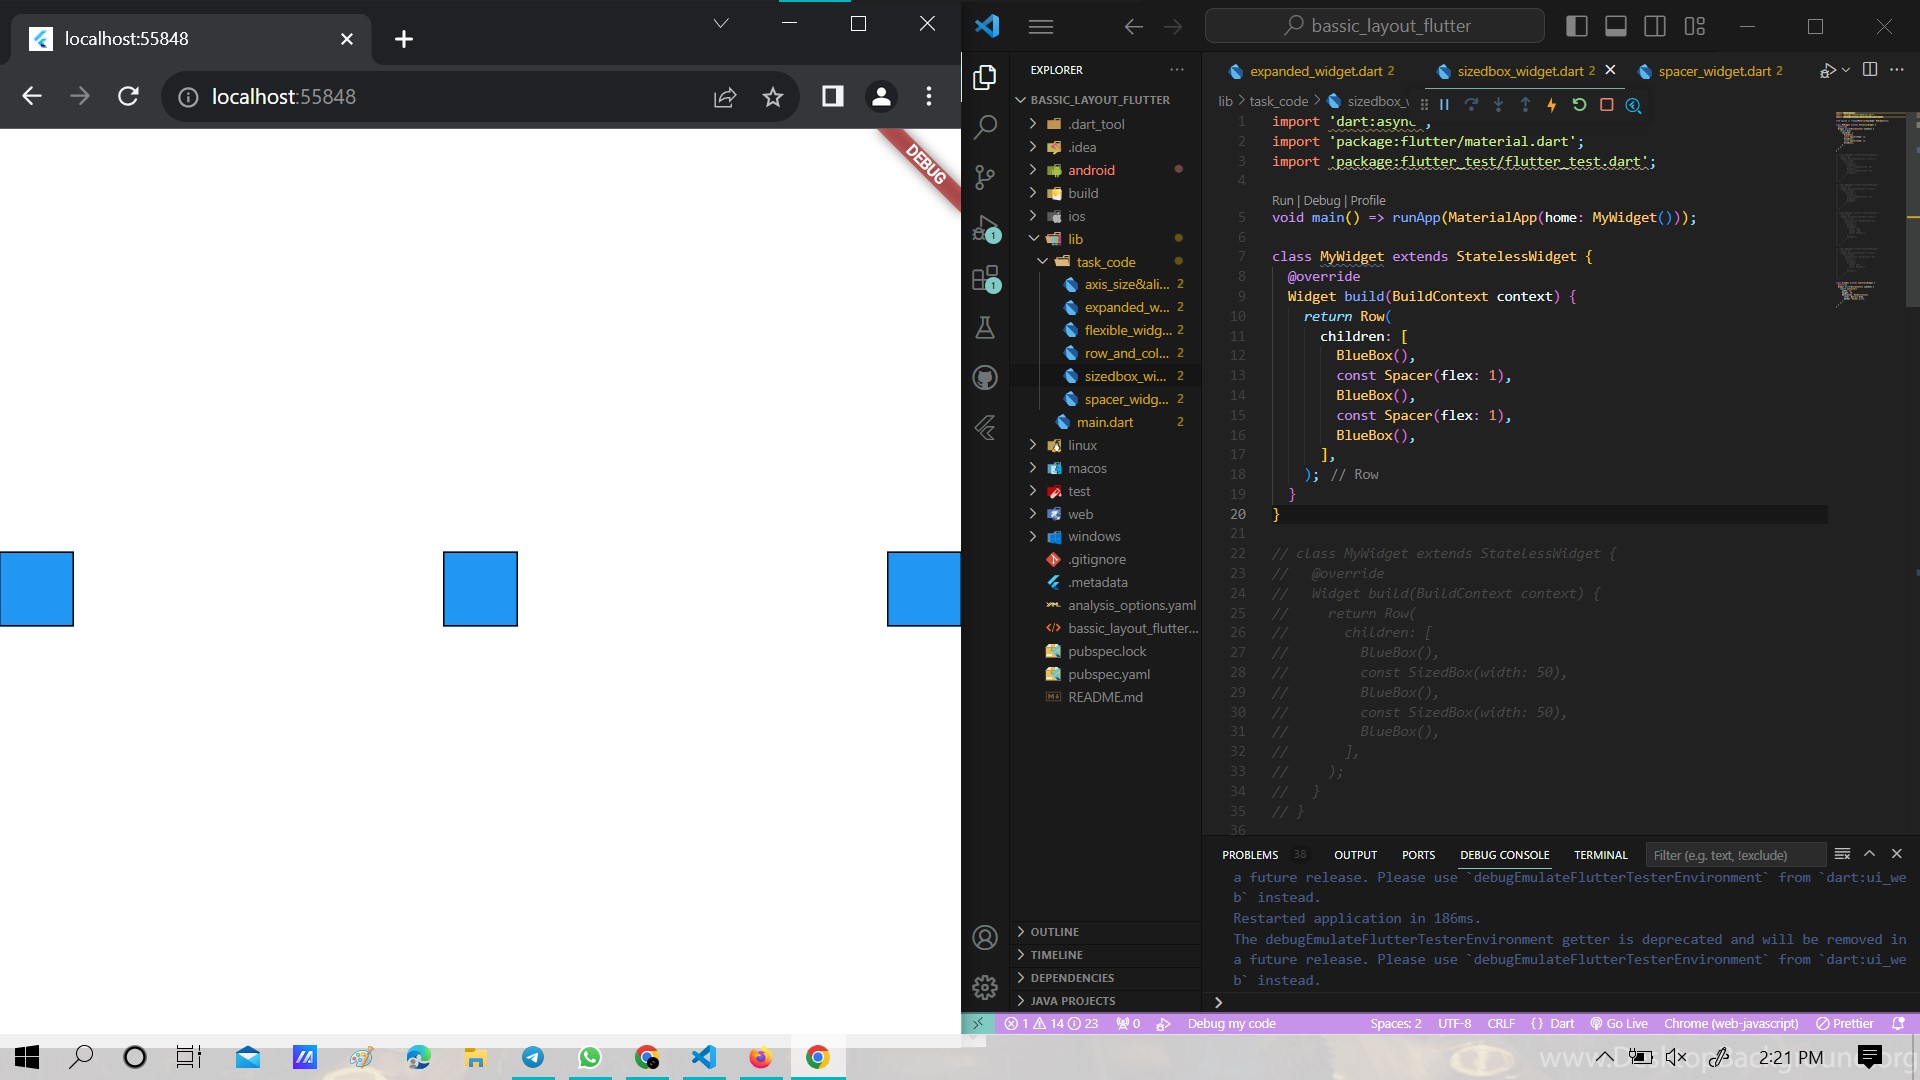 localhost:55848
localhost:55848
DEBUG
bassic_layout_flutter
EXPLORER
BASSIC_LAYOUT_FLUTTER
.dart_tool
.idea
android
build
ios
lib
task_code
axis_size&ali... 2
expanded_w... 2
flexible_widg... 2
row_and_col... 2
sizedbox_wi... 2
spacer_widg... 2
main.dart 2
linux
macos
test
web
windows
.gitignore
.metadata
analysis_options.yaml
bassic_layout_flutter...
pubspec.lock
pubspec.yaml
README.md
OUTLINE
TIMELINE
DEPENDENCIES
JAVA PROJECTS
1
1
expanded_widget.dart 2
sizedbox_widget.dart 2
spacer_widget.dart 2
lib > task_code > sizedbox_
1 import 'dart:async';
2 import 'package:flutter/material.dart';
3 import 'package:flutter_test/flutter_test.dart';
4
Run | Debug | Profile
5 void main() => runApp(MaterialApp(home: MyWidget()));
6
7 class MyWidget extends StatelessWidget {
8 @override
9 Widget build(BuildContext context) {
10 return Row(
11 children: [
12 BlueBox(),
13 const Spacer(flex: 1),
14 BlueBox(),
15 const Spacer(flex: 1),
16 BlueBox(),
17 ],
18 ); // Row
19 }
20 }
21
22 // class MyWidget extends StatelessWidget {
23 // @override
24 // Widget build(BuildContext context) {
25 // return Row(
26 // children: [
27 // BlueBox(),
28 // const SizedBox(width: 50),
29 // BlueBox(),
30 // const SizedBox(width: 50),
31 // BlueBox(),
32 // ],
33 // );
34 // }
35 // }
36
PROBLEMS 38 OUTPUT PORTS DEBUG CONSOLE TERMINAL Filter (e.g. text, !exclude)
a future release. Please use `debugEmulateFlutterTesterEnvironment` from `dart:ui_we
b` instead.
Restarted application in 186ms.
The debugEmulateFlutterTesterEnvironment getter is deprecated and will be removed in
a future release. Please use `debugEmulateFlutterTesterEnvironment` from `dart:ui_we
b` instead.
1 14 23 0 Debug my code Spaces: 2 UTF-8 CRLF {} Dart Go Live Chrome (web-javascript) Prettier
2:21 PM